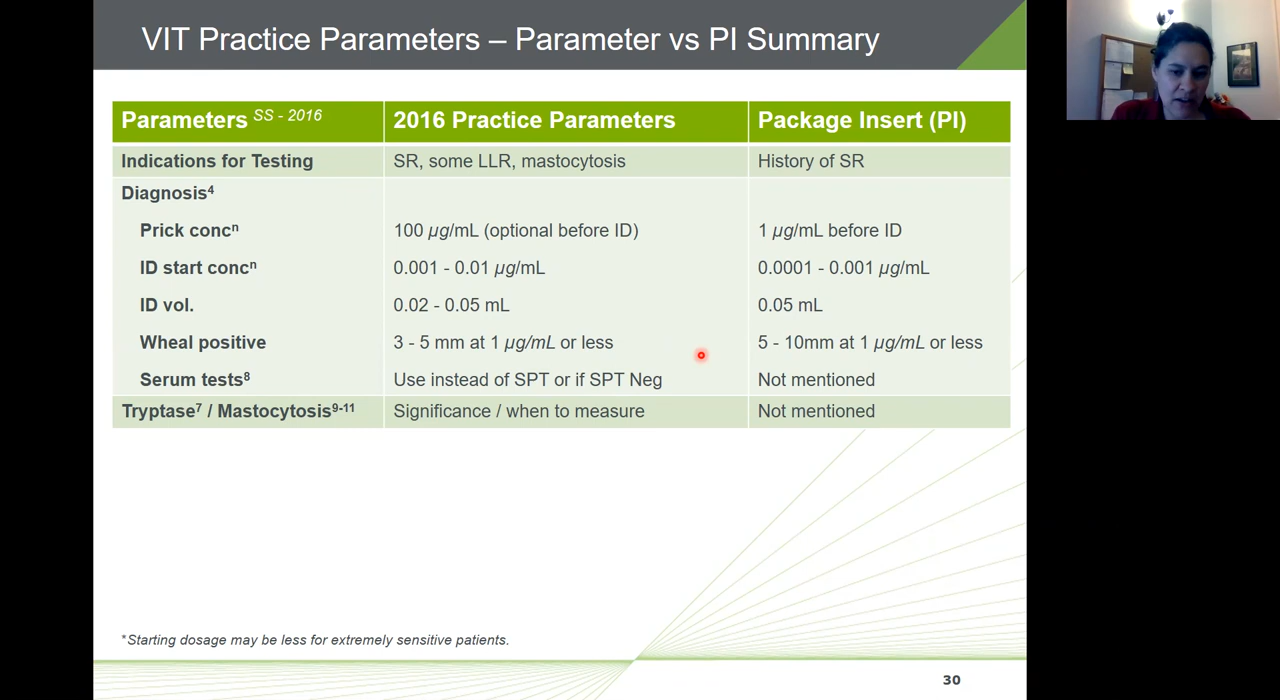 VIT Practice Parameters – Parameter vs PI Summary
Parameters SS - 2016 2016 Practice Parameters Package Insert (PI)
Indications for Testing SR, some LLR, mastocytosis History of SR
Diagnosis⁴
Prick concⁿ 100 µg/mL (optional before ID) 1 µg/mL before ID
ID start concⁿ 0.001 - 0.01 µg/mL 0.0001 - 0.001 µg/mL
ID vol. 0.02 - 0.05 mL 0.05 mL
Wheal positive 3 - 5 mm at 1 µg/mL or less 5 - 10mm at 1 µg/mL or less
Serum tests⁸ Use instead of SPT or if SPT Neg Not mentioned
Tryptase⁷ / Mastocytosis⁹⁻¹¹ Significance / when to measure Not mentioned
*Starting dosage may be less for extremely sensitive patients.
30